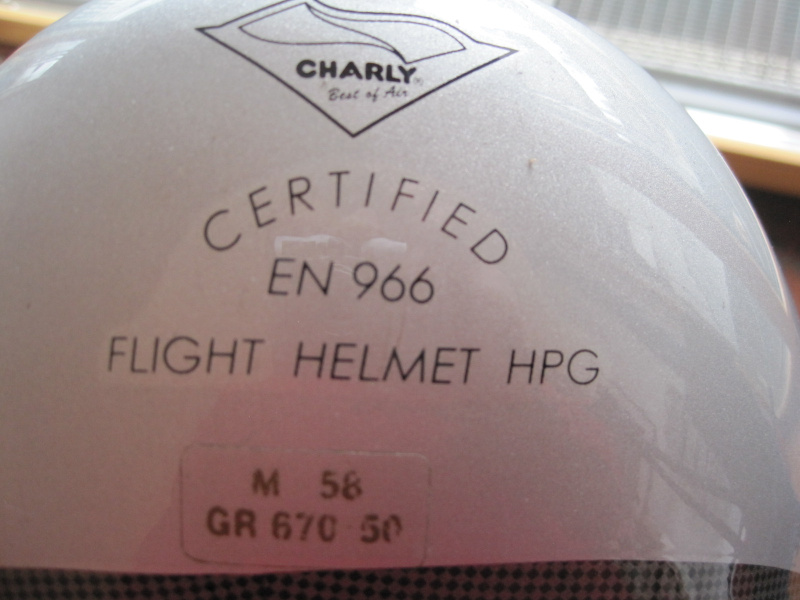 CHARLY®
Best of Air
CERTIFIED
EN 966
FLIGHT HELMET HPG
M 58
GR 670 50